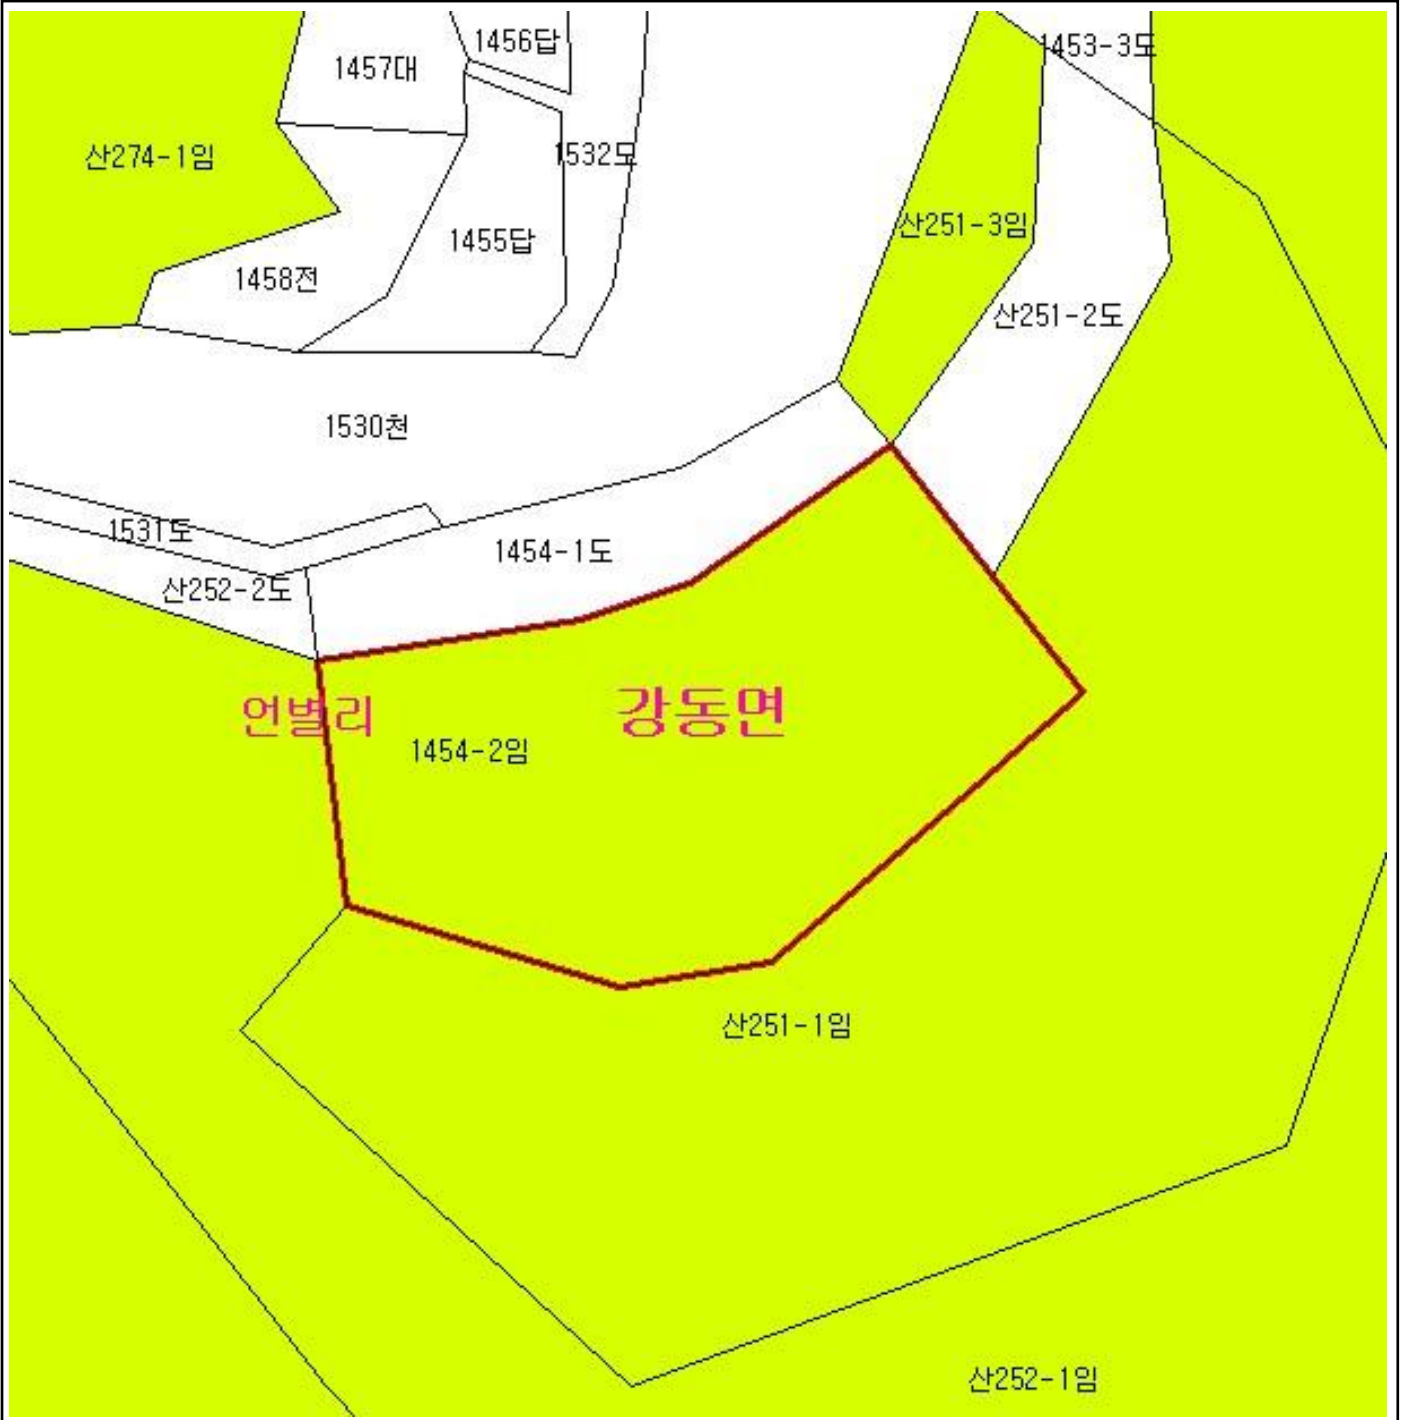 1456답
1453-3도
1457대
산274-1임
1532도
산251-3임
1455답
1458전
산251-2도
1530천
1531도
1454-1도
산252-2도
언별리
강동면
1454-2임
산251-1임
산252-1임